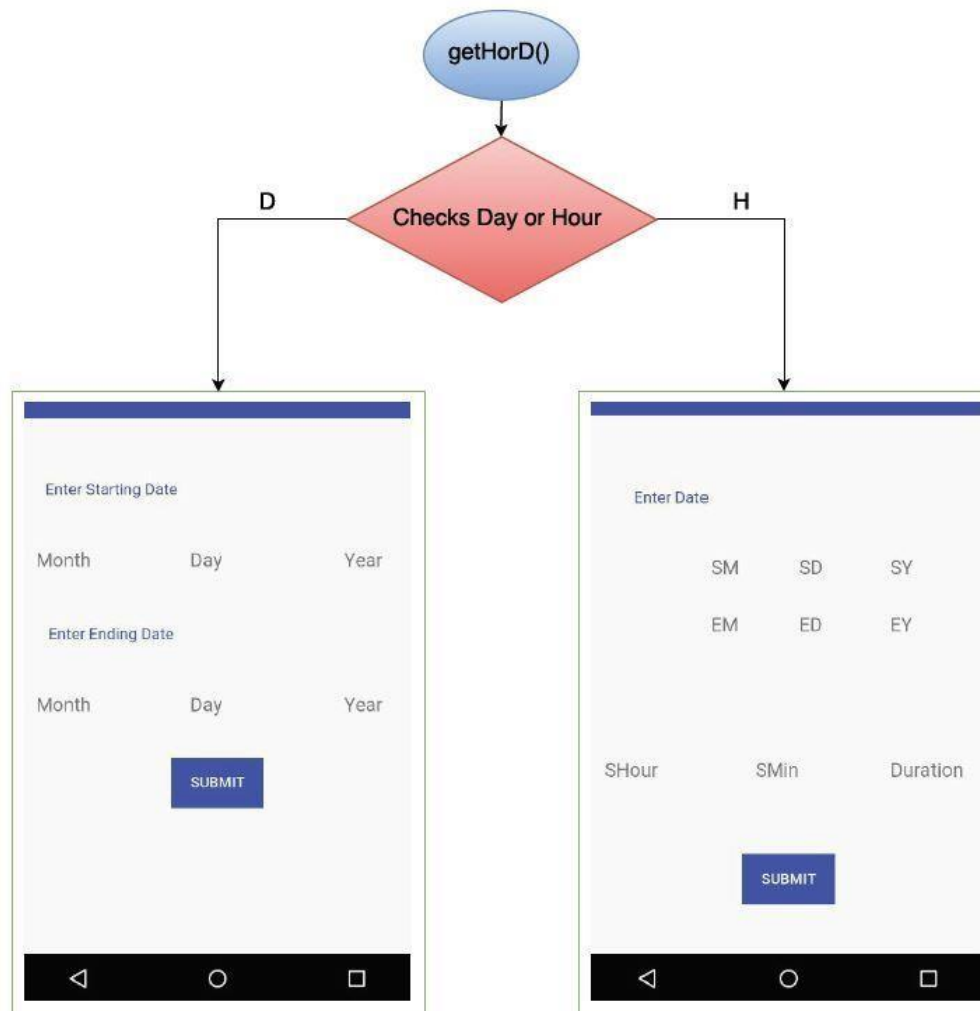 getHorD()
D
Checks Day or Hour
H
Enter Starting Date
Month Day Year
Enter Ending Date
Month Day Year
SUBMIT
Enter Date
SM SD SY
EM ED EY
SHour SMin Duration
SUBMIT